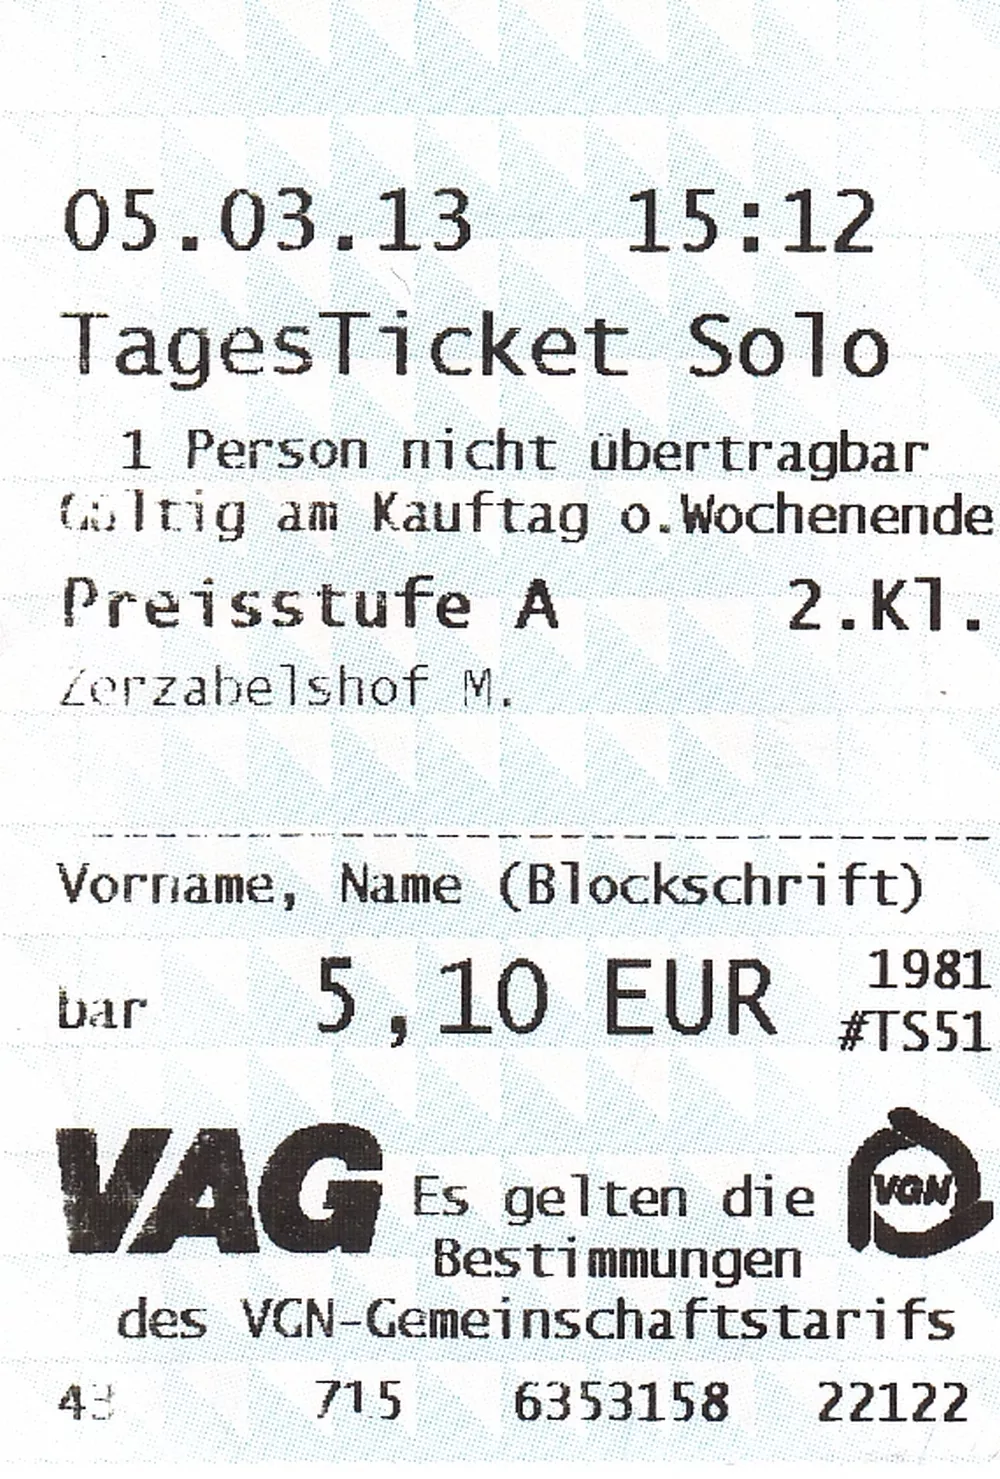 05.03.13 15:12
TagesTicket Solo
1 Person nicht übertragbar
Gültig am Kauftag o.Wochenende
Preisstufe A 2.Kl.
Zerzabelshof M.
Vorname, Name (Blockschrift)
bar 5,10 EUR 1981
#TS51
VAG Es gelten die VGN
Bestimmungen
des VGN-Gemeinschaftstarifs
43 715 6353158 22122